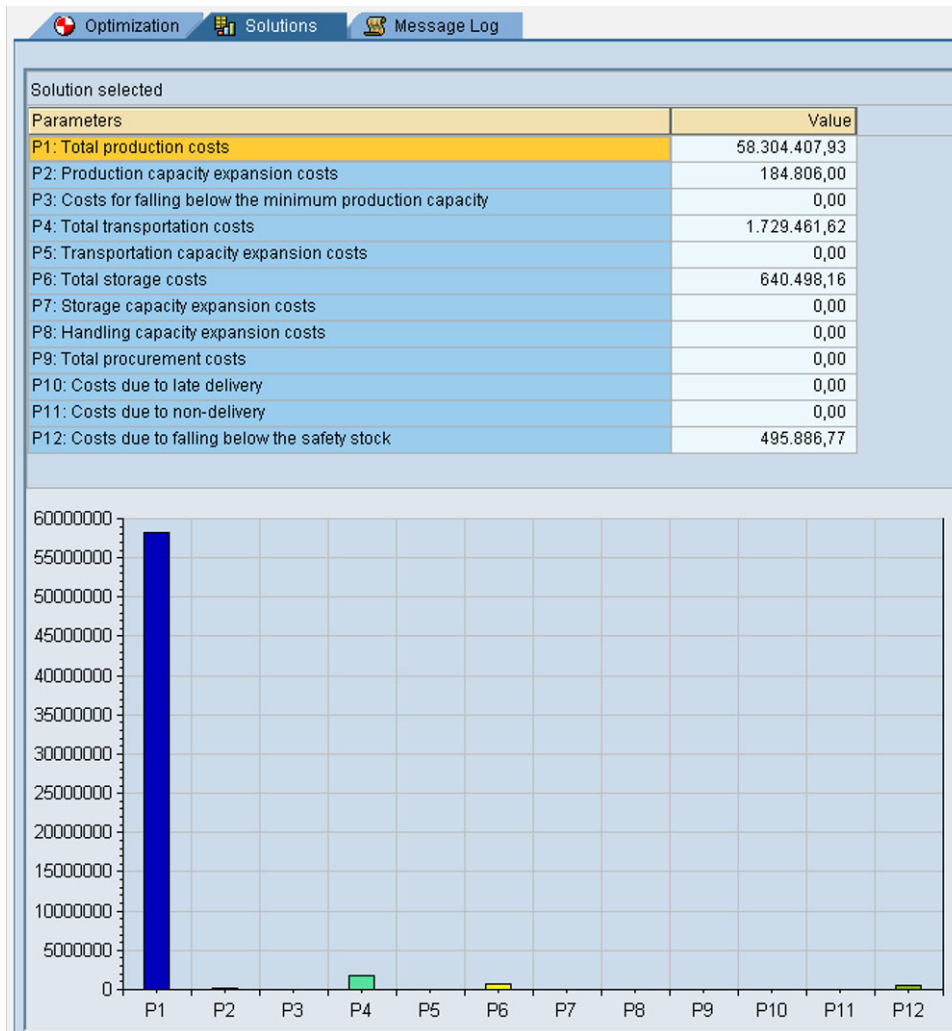 Optimization Solutions Message Log
Solution selected
Parameters Value
P1: Total production costs 58.304.407,93
P2: Production capacity expansion costs 184.806,00
P3: Costs for falling below the minimum production capacity 0,00
P4: Total transportation costs 1.729.461,62
P5: Transportation capacity expansion costs 0,00
P6: Total storage costs 640.498,16
P7: Storage capacity expansion costs 0,00
P8: Handling capacity expansion costs 0,00
P9: Total procurement costs 0,00
P10: Costs due to late delivery 0,00
P11: Costs due to non-delivery 0,00
P12: Costs due to falling below the safety stock 495.886,77
60000000
55000000
50000000
45000000
40000000
35000000
30000000
25000000
20000000
15000000
10000000
5000000
0
P1 P2 P3 P4 P5 P6 P7 P8 P9 P10 P11 P12